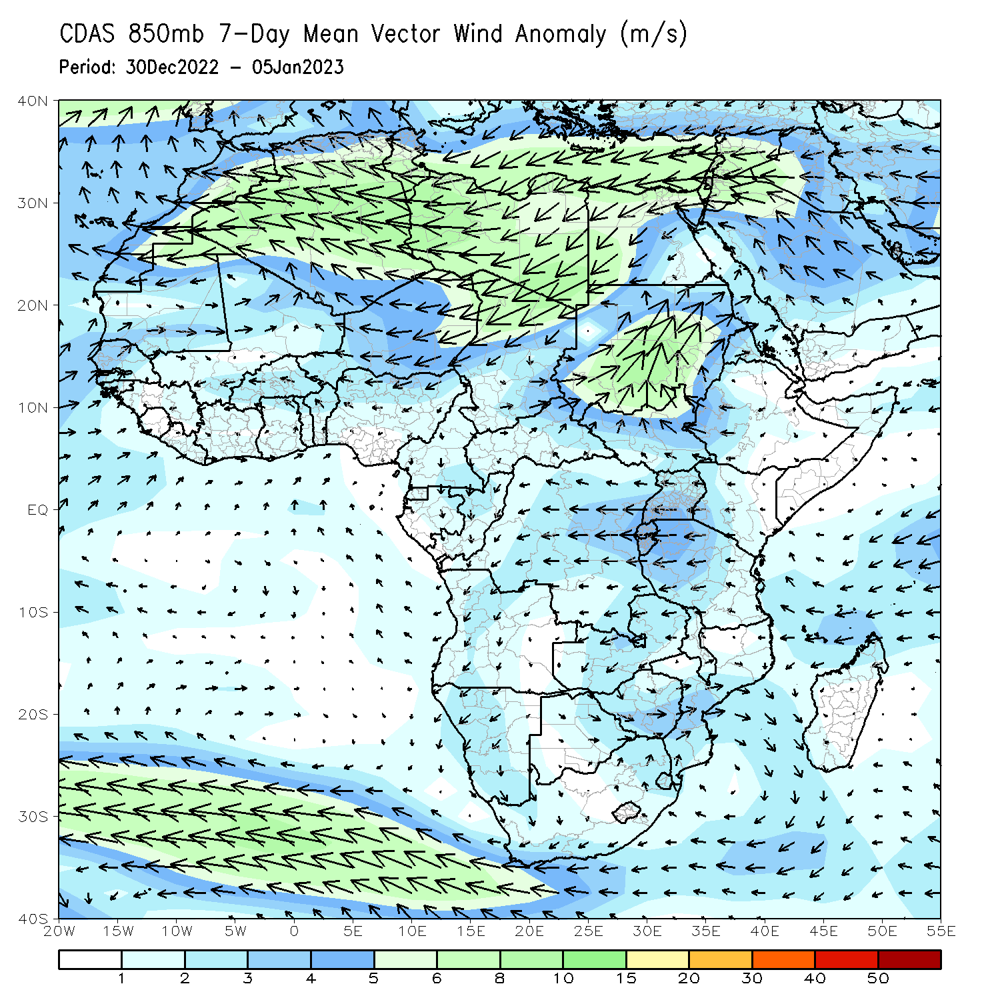 CDAS 850mb 7-Day Mean Vector Wind Anomaly (m/s)
Period: 30Dec2022 - 05Jan2023
40N
30N
20N
10N
EQ
10S
20S
30S
40S
20W 15W 10W 5W 0 5E 10E 15E 20E 25E 30E 35E 40E 45E 50E 55E
1 2 3 4 5 6 8 10 15 20 30 40 50